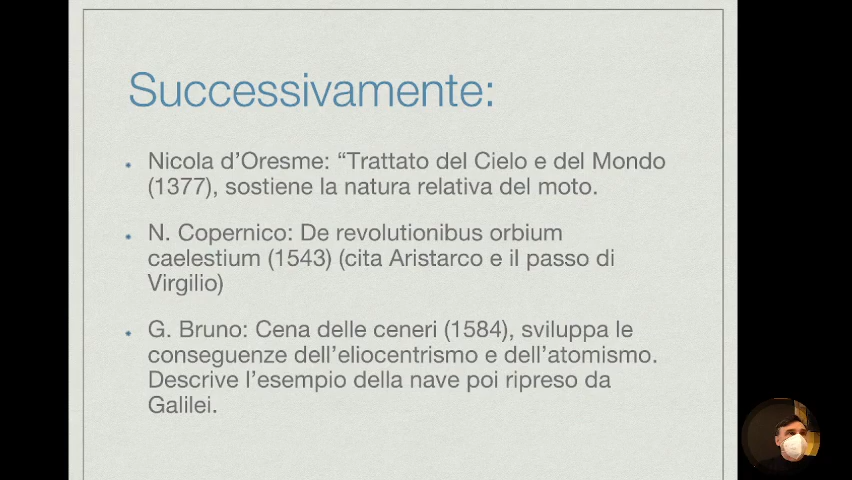 Successivamente:
Nicola d’Oresme: “Trattato del Cielo e del Mondo
(1377), sostiene la natura relativa del moto.
N. Copernico: De revolutionibus orbium
caelestium (1543) (cita Aristarco e il passo di
Virgilio)
G. Bruno: Cena delle ceneri (1584), sviluppa le
conseguenze dell’eliocentrismo e dell’atomismo.
Descrive l’esempio della nave poi ripreso da
Galilei.